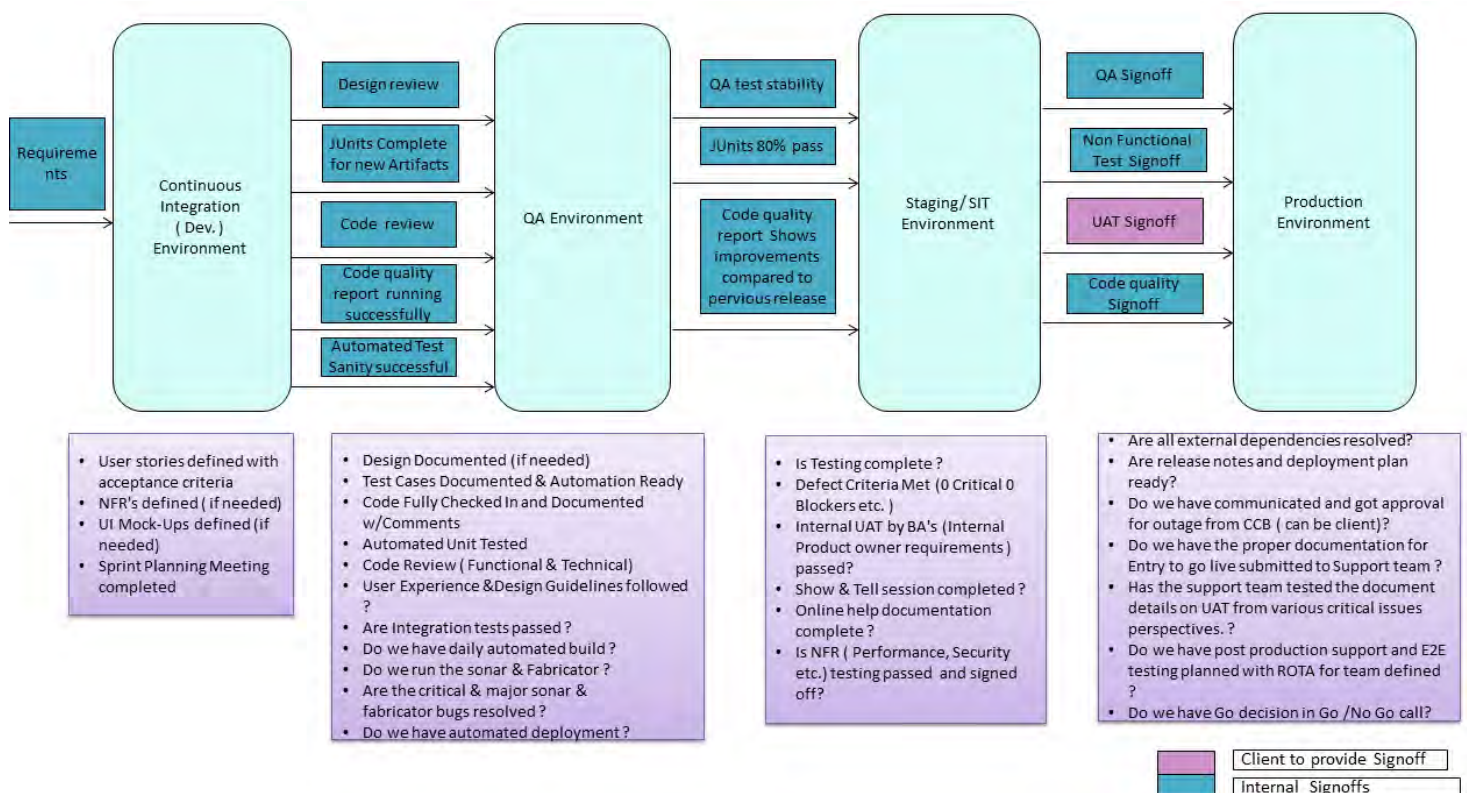 Requireme
nts
Continuous
Integration
( Dev. )
Environment
Design review
JUnits Complete
for new Artifacts
Code review
Code quality
report running
successfully
Automated Test
Sanity successful
QA Environment
QA test stability
JUnits 80% pass
Code quality
report Shows
improvements
compared to
pervious release
Staging/ SIT
Environment
QA Signoff
Non Functional
Test Signoff
UAT Signoff
Code quality
Signoff
Production
Environment
• User stories defined with
acceptance criteria
• NFR's defined ( if needed)
• UI Mock-Ups defined (if
needed)
• Sprint Planning Meeting
completed
• Design Documented (if needed)
• Test Cases Documented & Automation Ready
• Code Fully Checked In and Documented
w/Comments
• Automated Unit Tested
• Code Review ( Functional & Technical)
• User Experience &Design Guidelines followed
?
• Are Integration tests passed ?
• Do we have daily automated build ?
• Do we run the sonar & Fabricator ?
• Are the critical & major sonar &
fabricator bugs resolved ?
• Do we have automated deployment ?
• Is Testing complete ?
• Defect Criteria Met (0 Critical 0
Blockers etc. )
• Internal UAT by BA's (Internal
Product owner requirements )
passed?
• Show & Tell session completed ?
• Online help documentation
complete ?
• Is NFR ( Performance, Security
etc.) testing passed and signed
off?
• Are all external dependencies resolved?
• Are release notes and deployment plan
ready?
• Do we have communicated and got approval
for outage from CCB ( can be client)?
• Do we have the proper documentation for
Entry to go live submitted to Support team ?
• Has the support team tested the document
details on UAT from various critical issues
perspectives. ?
• Do we have post production support and E2E
testing planned with ROTA for team defined
?
• Do we have Go decision in Go /No Go call?
Client to provide Signoff
Internal Signoffs